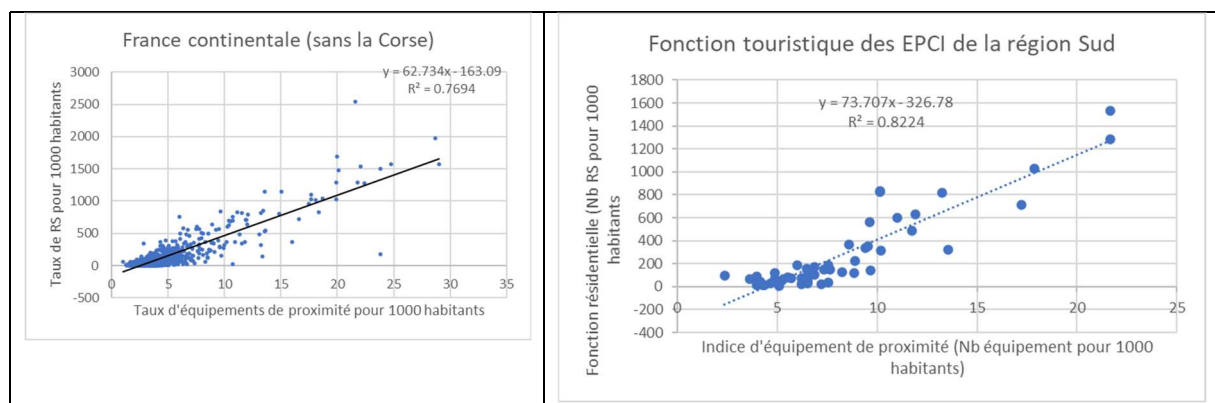 France continentale (sans la Corse)
y = 62.734x - 163.09
R² = 0.7694
Taux de RS pour 1000 habitants
3000
2500
2000
1500
1000
500
0
-500
0 5 10 15 20 25 30 35
Taux d'équipements de proximité pour 1000 habitants
Fonction touristique des EPCI de la région Sud
y = 73.707x - 326.78
R² = 0.8224
Fonction résidentielle (Nb RS pour 1000
habitants
1800
1600
1400
1200
1000
800
600
400
200
0
-200
-400
0 5 10 15 20 25
Indice d'équipement de proximité (Nb équipement pour 1000
habitants)